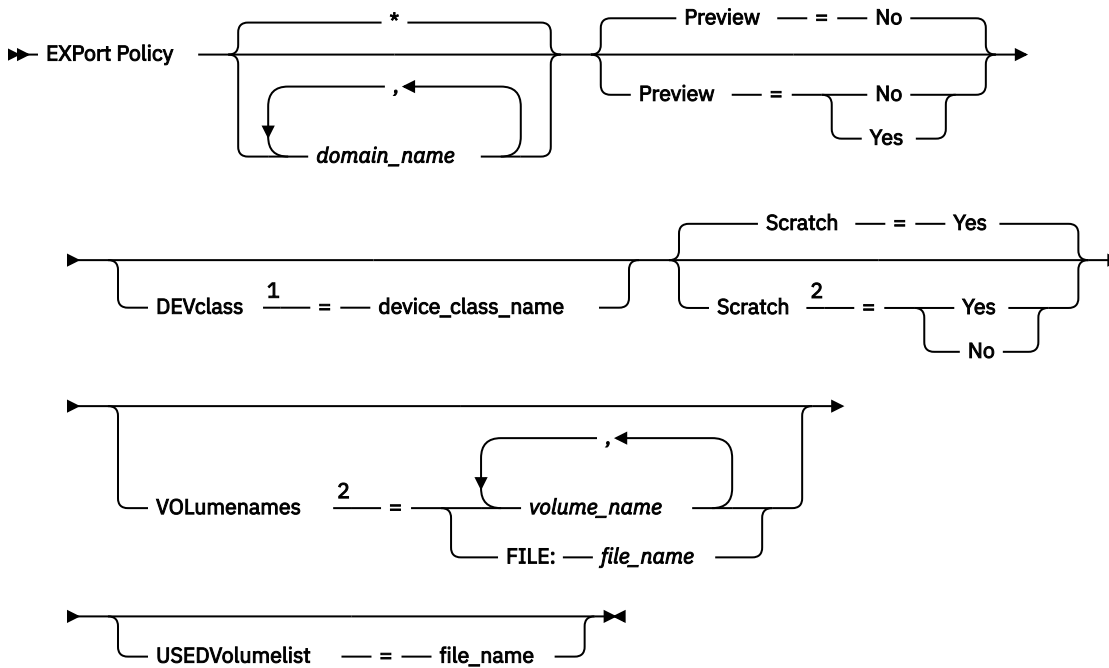 *
Preview = No
EXPort Policy
,
Preview = No
Yes
domain_name
Scratch = Yes
DEVclass 1 = device_class_name
Scratch 2 = Yes
No
,
VOLumenames 2 = volume_name
FILE: file_name
USEDVolumelist = file_name